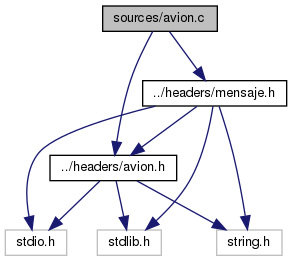 sources/avion.c
../headers/mensaje.h
../headers/avion.h
stdio.h
stdlib.h
string.h